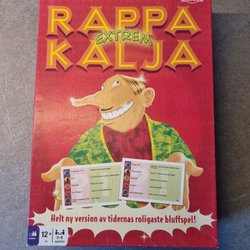 RAPPA
EXTREM
KALJA
Helt ny version av tidernas roligaste bluffspel!
12+